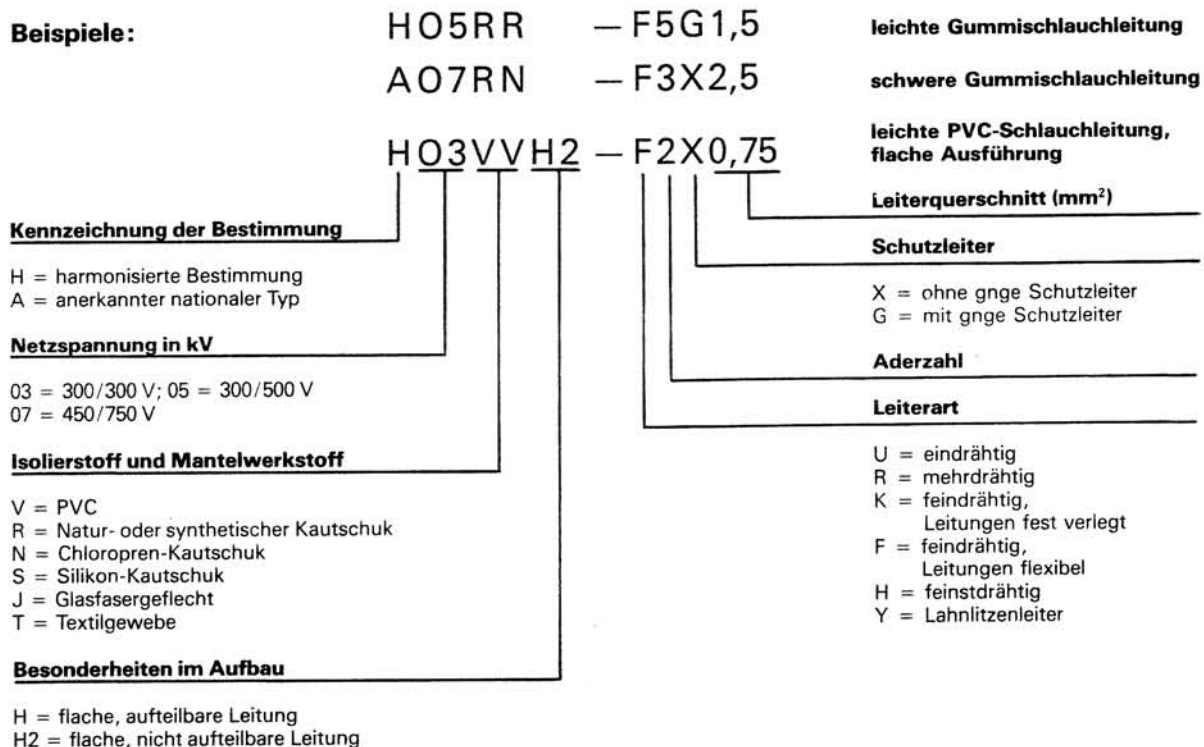 Beispiele:
HO5RR – F5G1,5 leichte Gummischlauchleitung
AO7RN – F3X2,5 schwere Gummischlauchleitung
leichte PVC-Schlauchleitung,
HO3VVH2 – F2X0,75 flache Ausführung
Leiterquerschnitt (mm²)
Kennzeichnung der Bestimmung
H = harmonisierte Bestimmung
A = anerkannter nationaler Typ
Netzspannung in kV
03 = 300/300 V; 05 = 300/500 V
07 = 450/750 V
Isolierstoff und Mantelwerkstoff
V = PVC
R = Natur- oder synthetischer Kautschuk
N = Chloropren-Kautschuk
S = Silikon-Kautschuk
J = Glasfasergeflecht
T = Textilgewebe
Besonderheiten im Aufbau
H = flache, aufteilbare Leitung
H2 = flache, nicht aufteilbare Leitung
Schutzleiter
X = ohne gnge Schutzleiter
G = mit gnge Schutzleiter
Aderzahl
Leiterart
U = eindrähtig
R = mehrdrähtig
K = feindrähtig,
Leitungen fest verlegt
F = feindrähtig,
Leitungen flexibel
H = feinstdrähtig
Y = Lahnlitzenleiter